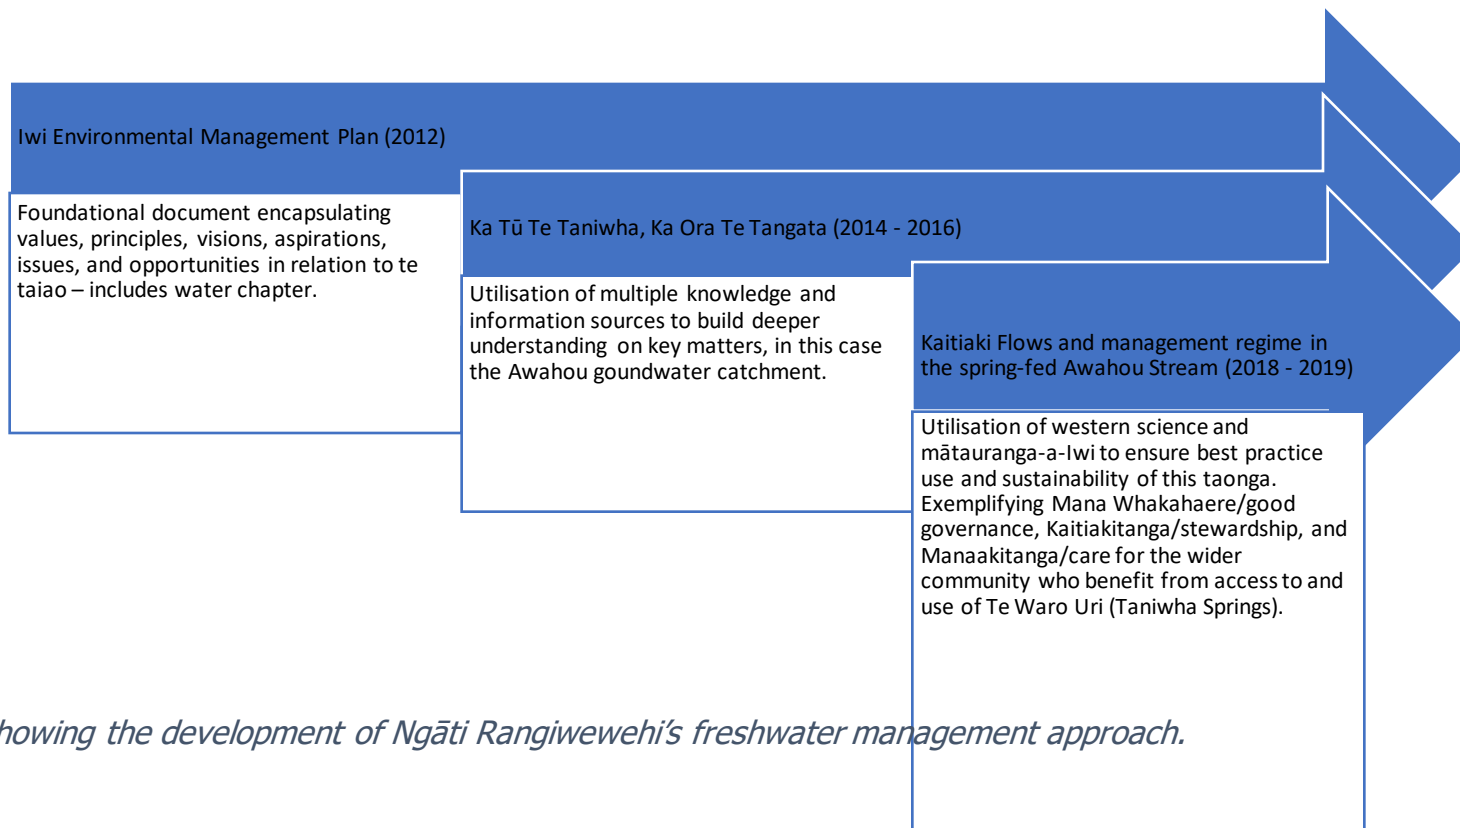 Iwi Environmental Management Plan (2012)
Foundational document encapsulating
values, principles, visions, aspirations,
issues, and opportunities in relation to te
taiao – includes water chapter.
Ka Tū Te Taniwha, Ka Ora Te Tangata (2014 - 2016)
Utilisation of multiple knowledge and
information sources to build deeper
understanding on key matters, in this case
the Awahou goundwater catchment.
Kaitiaki Flows and management regime in
the spring-fed Awahou Stream (2018 - 2019)
Utilisation of western science and
mātauranga-a-Iwi to ensure best practice
use and sustainability of this taonga.
Exemplifying Mana Whakahaere/good
governance, Kaitiakitanga/stewardship, and
Manaakitanga/care for the wider
community who benefit from access to and
use of Te Waro Uri (Taniwha Springs).
howing the development of Ngāti Rangiwewehi’s freshwater management approach.